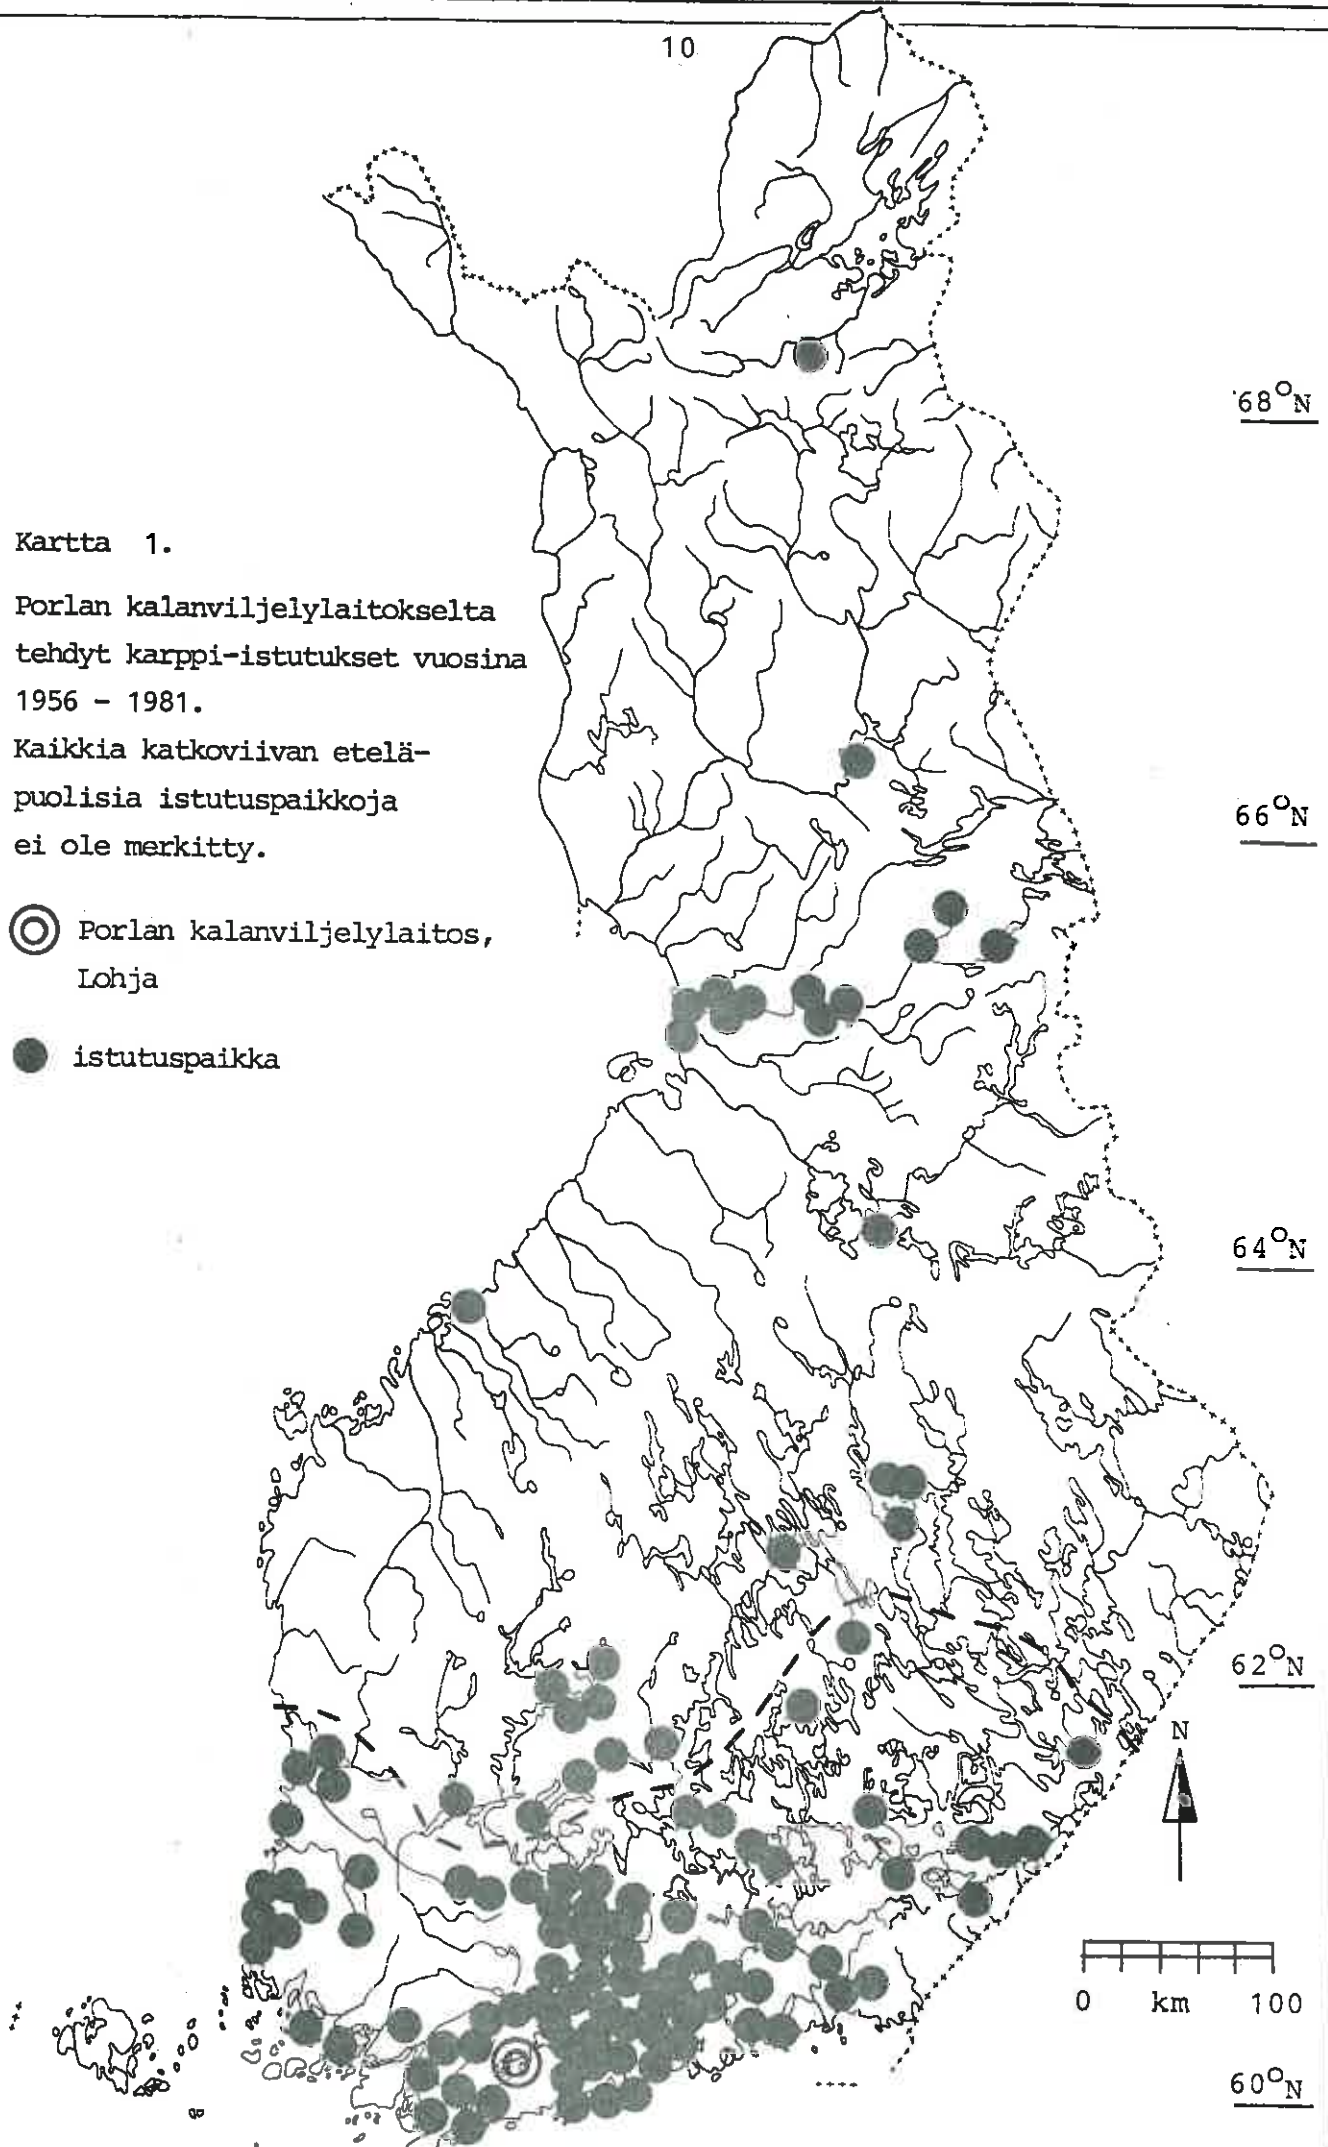 10
68°N
Kartta 1.
Porlan kalanviljelylaitokselta
tehdyt karppi-istutukset vuosina
1956 - 1981.
Kaikkia katkoviivan etelä-
puolisia istutuspaikkoja
ei ole merkitty.
66°N
Porlan kalanviljelylaitos,
Lohja
istutuspaikka
64°N
62°N
N
0 km 100
60°N